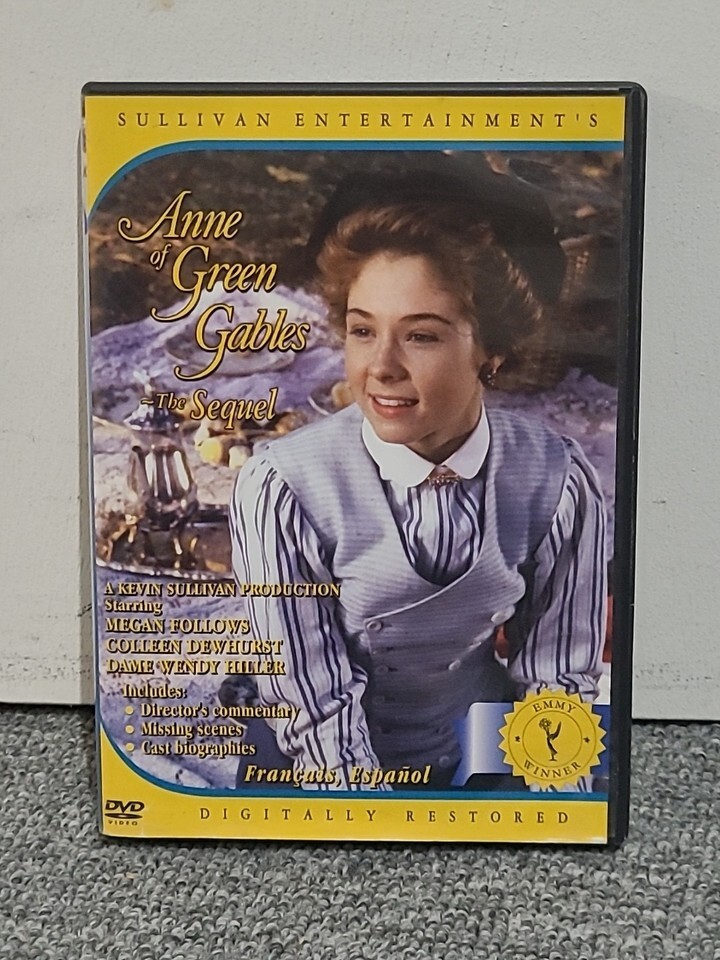 SULLIVAN ENTERTAINMENT'S
Anne
of Green
Gables
~The Sequel
A KEVIN SULLIVAN PRODUCTION
Starring
MEGAN FOLLOWS
COLLEEN DEWHURST
DAME WENDY HILLER
Includes:
• Director's commentary
• Missing scenes
• Cast biographies
Français, Español
EMMY
WINNER
DVD
VIDEO
DIGITALLY RESTORED